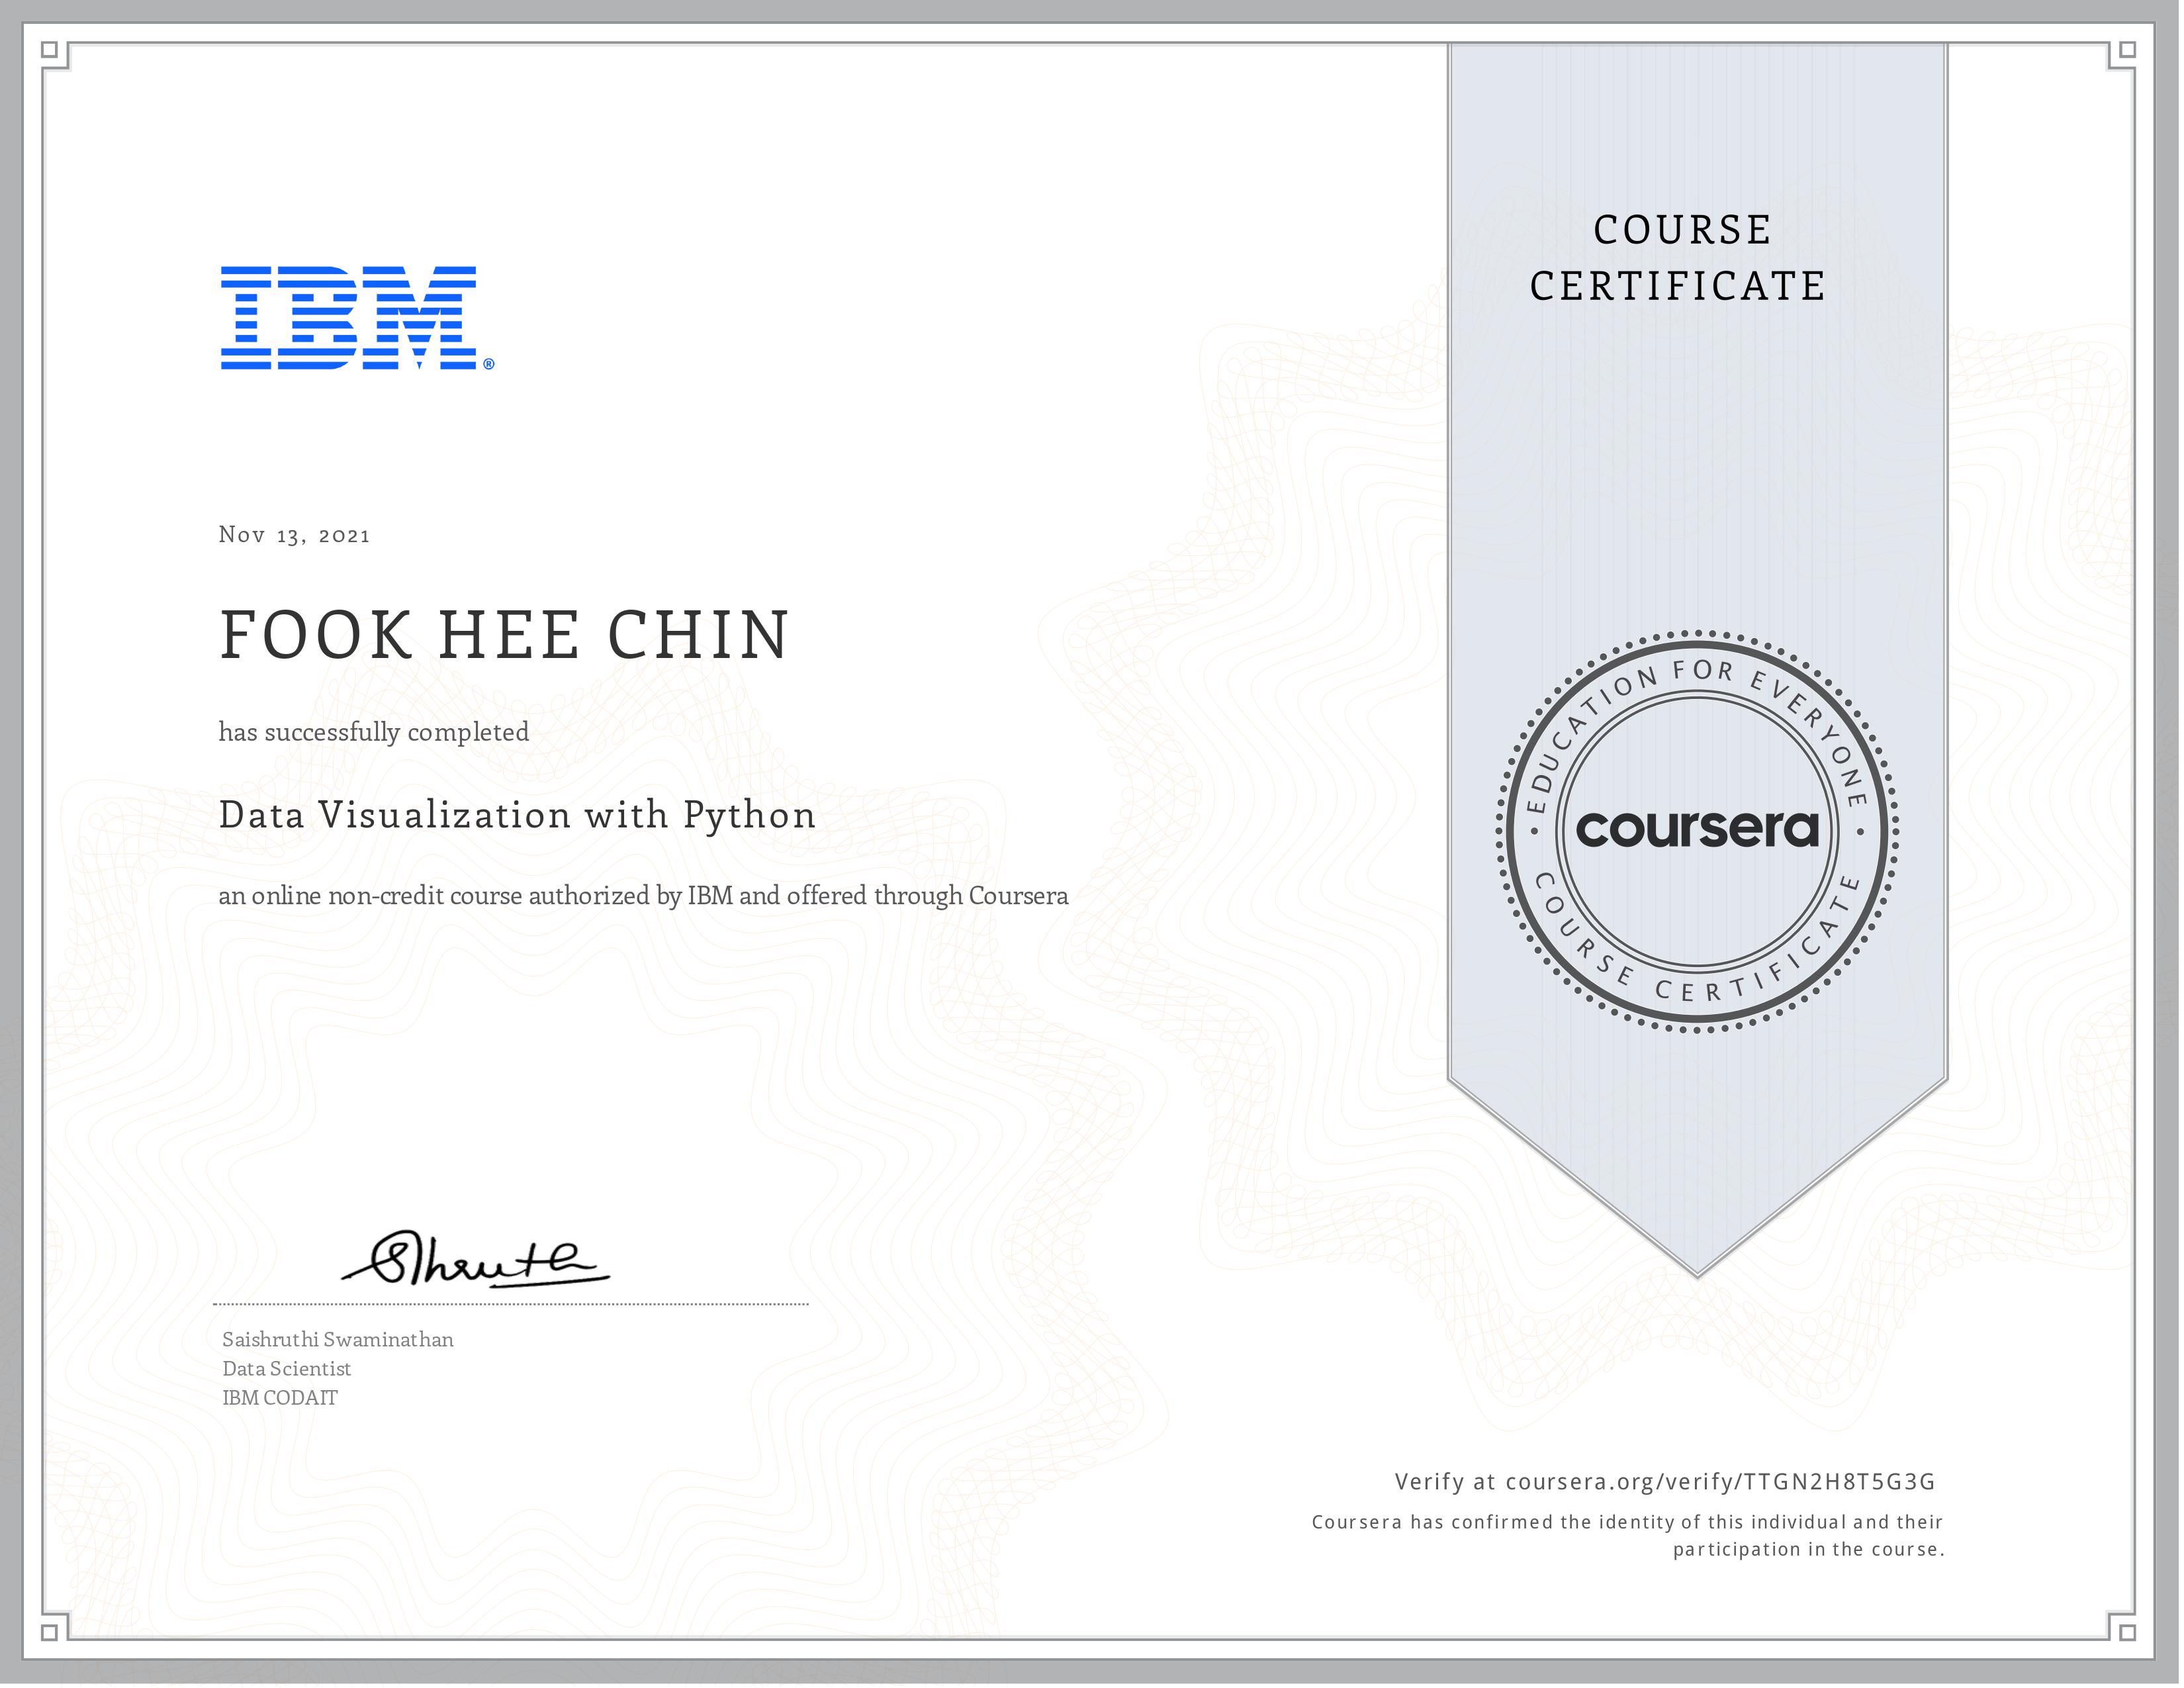 COURSE
CERTIFICATE
IBM®
Nov 13, 2021
FOOK HEE CHIN
has successfully completed
Data Visualization with Python
an online non-credit course authorized by IBM and offered through Coursera
EDUCATION FOR EVERYONE
coursera
COURSE CERTIFICATE
Saishruthi Swaminathan
Data Scientist
IBM CODAIT
Verify at coursera.org/verify/TTGN2H8T5G3G
Coursera has confirmed the identity of this individual and their
participation in the course.